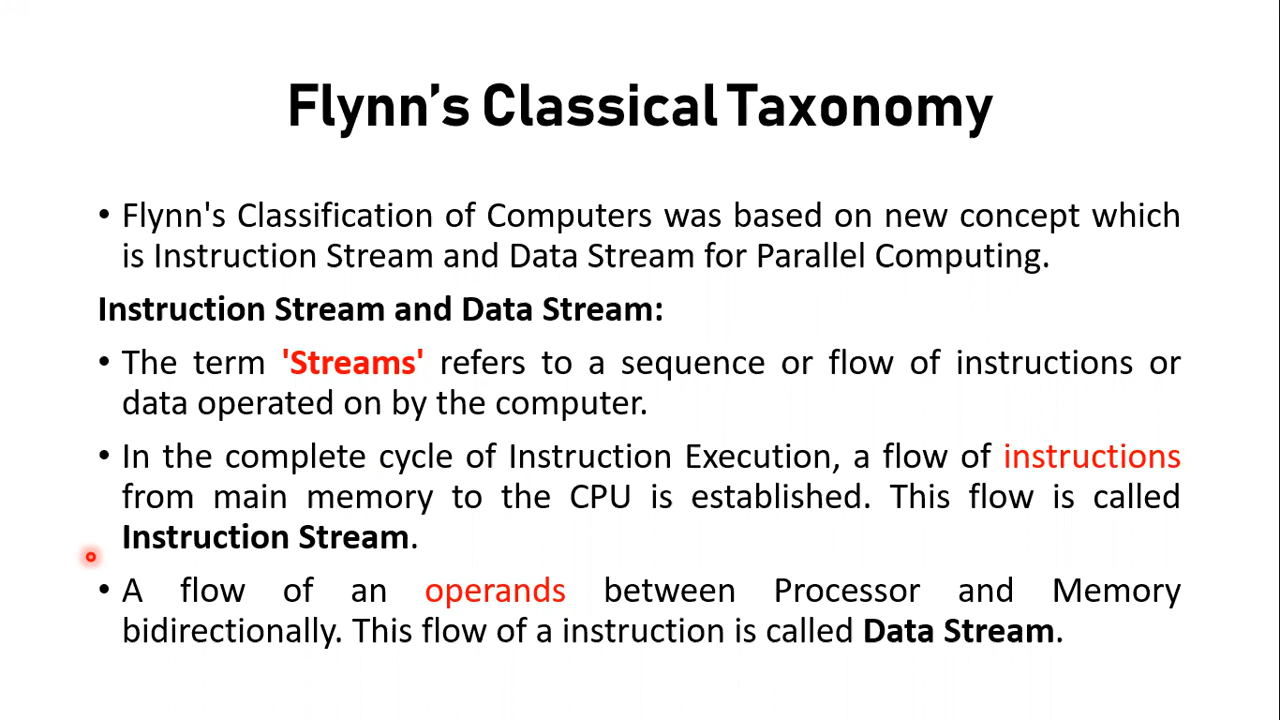 Flynn’s Classical Taxonomy
• Flynn's Classification of Computers was based on new concept which
is Instruction Stream and Data Stream for Parallel Computing.
Instruction Stream and Data Stream:
• The term 'Streams' refers to a sequence or flow of instructions or
data operated on by the computer.
• In the complete cycle of Instruction Execution, a flow of instructions
from main memory to the CPU is established. This flow is called
Instruction Stream.
• A flow of an operands between Processor and Memory
bidirectionally. This flow of a instruction is called Data Stream.